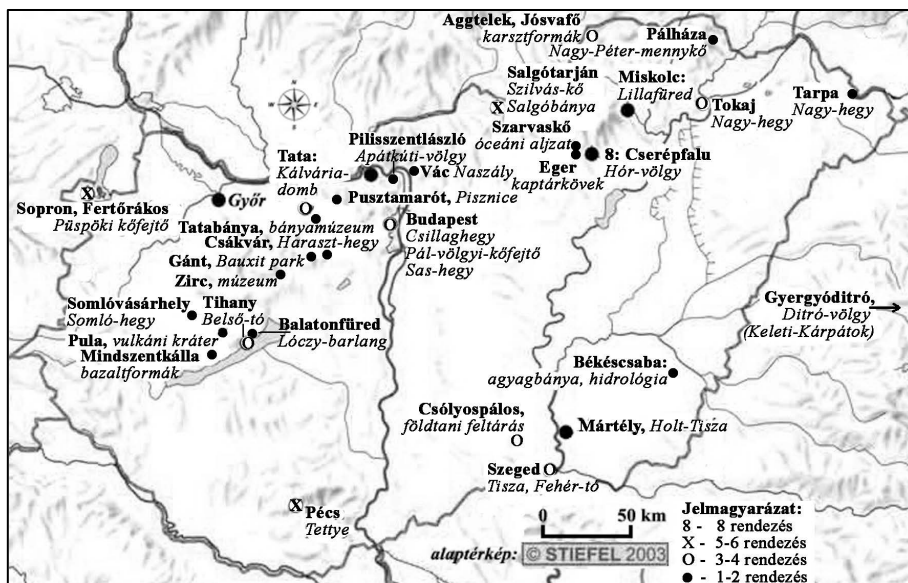 Aggtelek, Jósvafő
karsztformák
Nagy-Péter-mennykő
Pálháza
Salgótarján
Szilvás-kő
Salgóbánya
Miskolc:
Lillafüred
Tokaj
Nagy-hegy
Tarpa
Nagy-hegy
Szarvaskő
óceáni aljzat
Eger
kaptárkövek
8: Cserépfalu
Hór-völgy
Pilisszentlászló
Apátkúti-völgy
Vác Naszály
Tata:
Kálvária-
domb
Pusztamarót, Pisznice
Sopron, Fertőrákos
Püspöki kőfejtő
Győr
Tatabánya, bányamúzeum
Csákvár, Haraszt-hegy
Gánt, Bauxit park
Zirc, múzeum
Budapest
Csillaghegy
Pál-völgyi-kőfejtő
Sas-hegy
Somlóvásárhely
Somló-hegy
Tihany
Belső-tó
Pula, vulkáni kráter
Mindszentkálla
bazaltformák
Balatonfüred
Lóczy-barlang
Gyergyóditró,
Ditró-völgy
(Keleti-Kárpátok)
Békéscsaba:
agyagbánya, hidrológia
Csólyospálos,
földtani feltárás
Mártély, Holt-Tisza
Szeged
Tisza, Fehér-tó
X
Pécs
Tettye
0 50 km
alaptérkép: © STIEFEL 2003
Jelmagyarázat:
8 - 8 rendezés
X - 5-6 rendezés
O - 3-4 rendezés
● - 1-2 rendezés